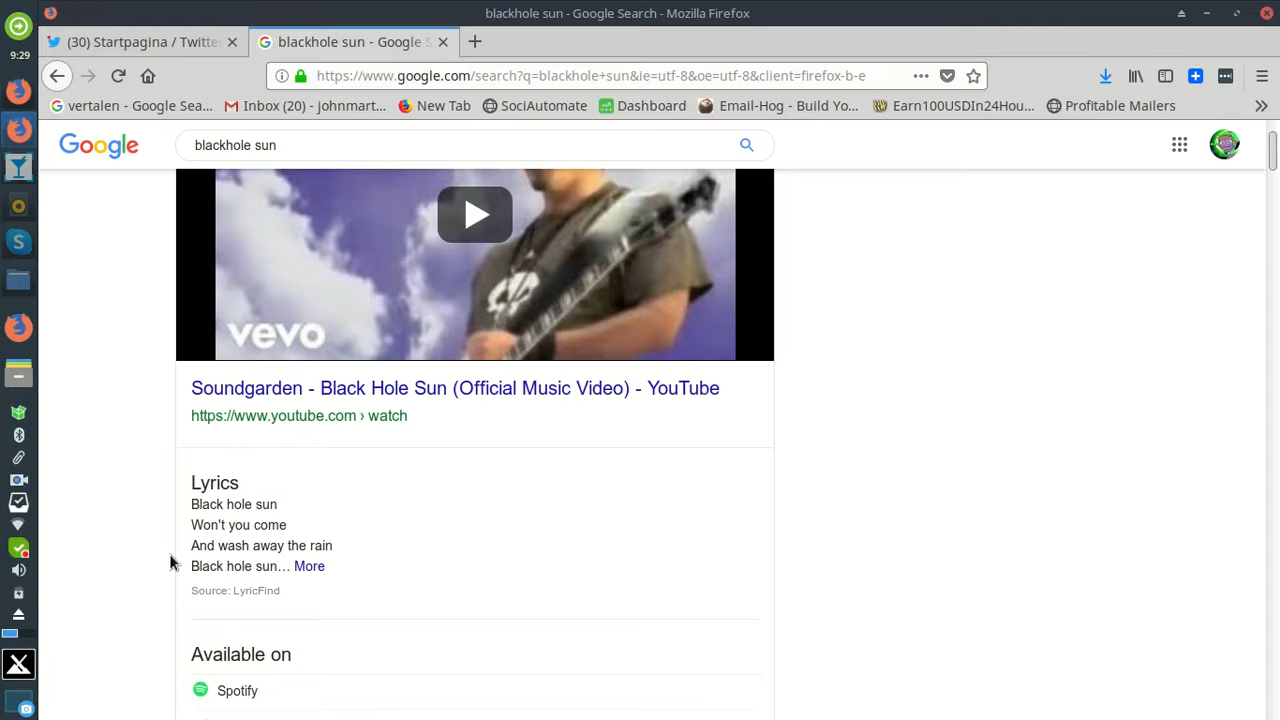 blackhole sun - Google Search - Mozilla Firefox
9:29
(30) Startpagina / Twitte
blackhole sun - Google S
https://www.google.com/search?q=blackhole+sun&ie=utf-8&oe=utf-8&client=firefox-b-e
vertalen - Google Sea...
Inbox (20) - johnmart...
New Tab
SociAutomate
Dashboard
Email-Hog - Build Yo...
Earn100USDIn24Hou...
Profitable Mailers
Google
blackhole sun
vevo
Soundgarden - Black Hole Sun (Official Music Video) - YouTube
https://www.youtube.com › watch
Lyrics
Black hole sun
Won't you come
And wash away the rain
Black hole sun... More
Source: LyricFind
Available on
Spotify